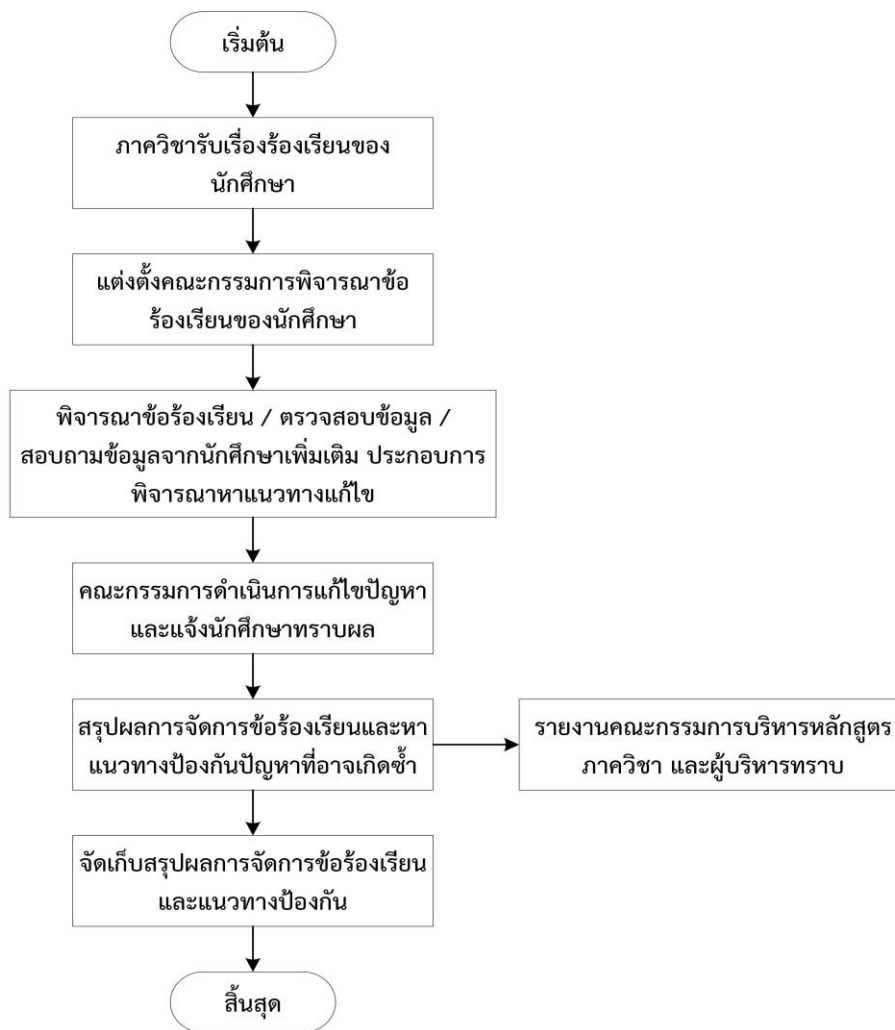 เริ่มต้น
ภาควิชารับเรื่องร้องเรียนของ
นักศึกษา
แต่งตั้งคณะกรรมการพิจารณาข้อ
ร้องเรียนของนักศึกษา
พิจารณาข้อร้องเรียน / ตรวจสอบข้อมูล /
สอบถามข้อมูลจากนักศึกษาเพิ่มเติม ประกอบการ
พิจารณาหาแนวทางแก้ไข
คณะกรรมการดำเนินการแก้ไขปัญหา
และแจ้งนักศึกษาทราบผล
สรุปผลการจัดการข้อร้องเรียนและหา
แนวทางป้องกันปัญหาที่อาจเกิดซ้ำ
รายงานคณะกรรมการบริหารหลักสูตร
ภาควิชา และผู้บริหารทราบ
จัดเก็บสรุปผลการจัดการข้อร้องเรียน
และแนวทางป้องกัน
สิ้นสุด